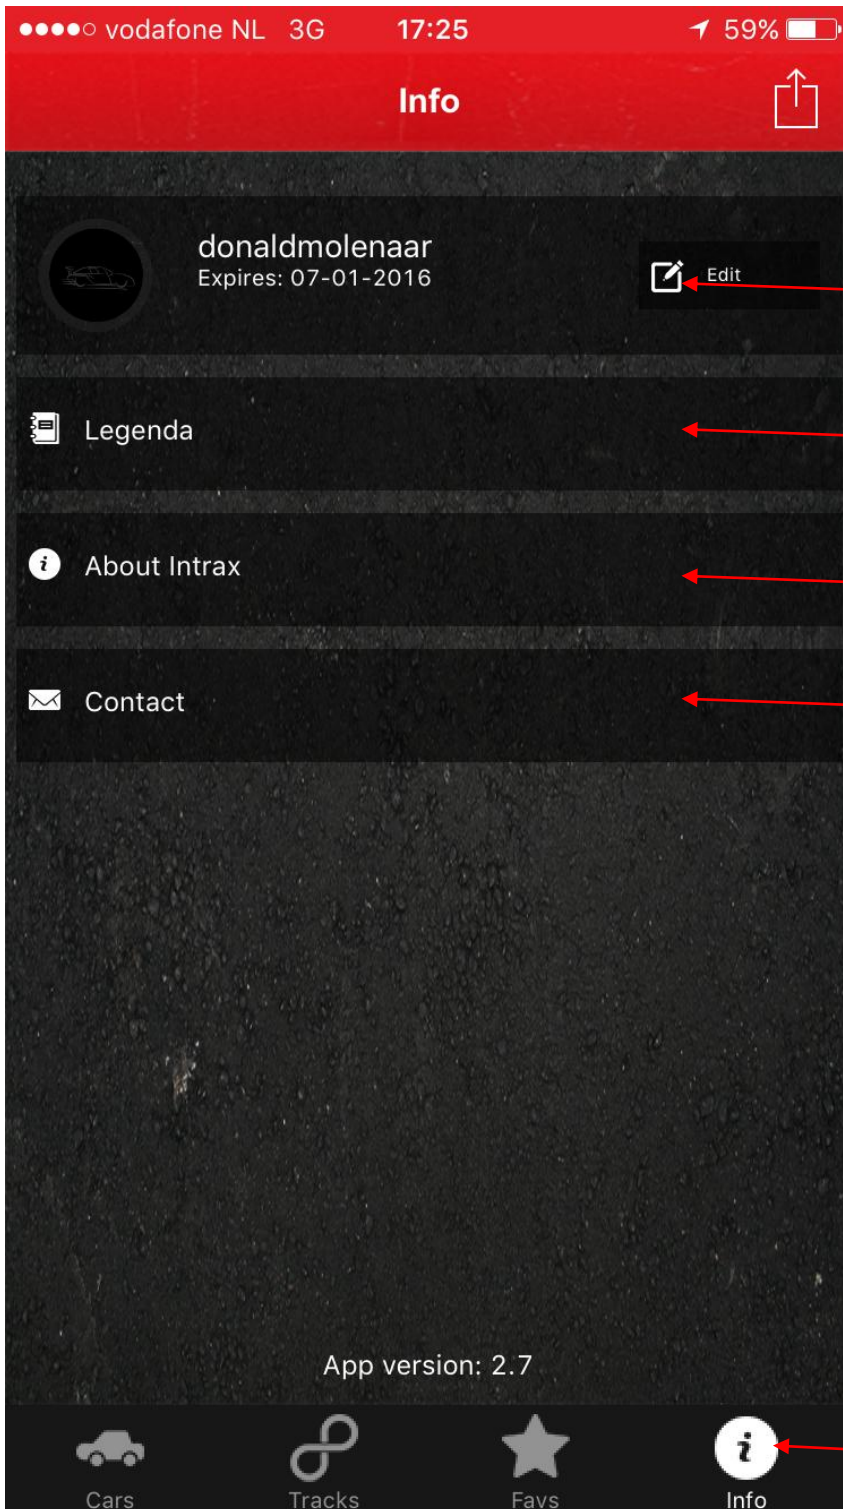 vodafone NL 3G 17:25 59%
Info
donaldmolenaar
Expires: 07-01-2016
Edit
Legenda
About Intrax
Contact
App version: 2.7
Cars Tracks Favs Info